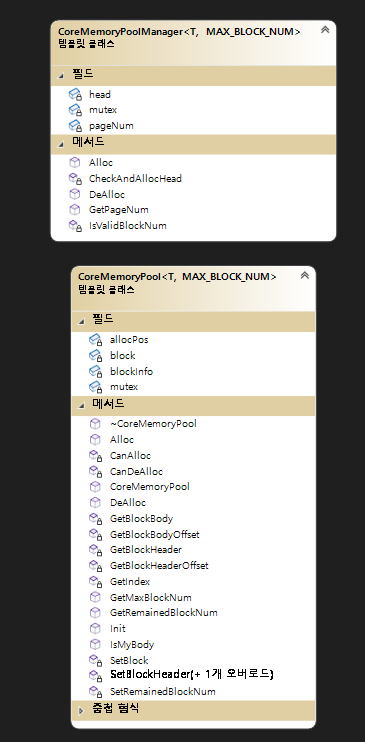 CoreMemoryPoolManager<T, MAX_BLOCK_NUM>
템플릿 클래스
필드
head
mutex
pageNum
메서드
Alloc
CheckAndAllocHead
DeAlloc
GetPageNum
IsValidBlockNum
CoreMemoryPool<T, MAX_BLOCK_NUM>
템플릿 클래스
필드
allocPos
block
blockInfo
mutex
메서드
~CoreMemoryPool
Alloc
CanAlloc
CanDeAlloc
CoreMemoryPool
DeAlloc
GetBlockBody
GetBlockBodyOffset
GetBlockHeader
GetBlockHeaderOffset
GetIndex
GetMaxBlockNum
GetRemainedBlockNum
Init
IsMyBody
SetBlock
SetBlockHeader(+ 1개 오버로드)
SetRemainedBlockNum
중첩 형식